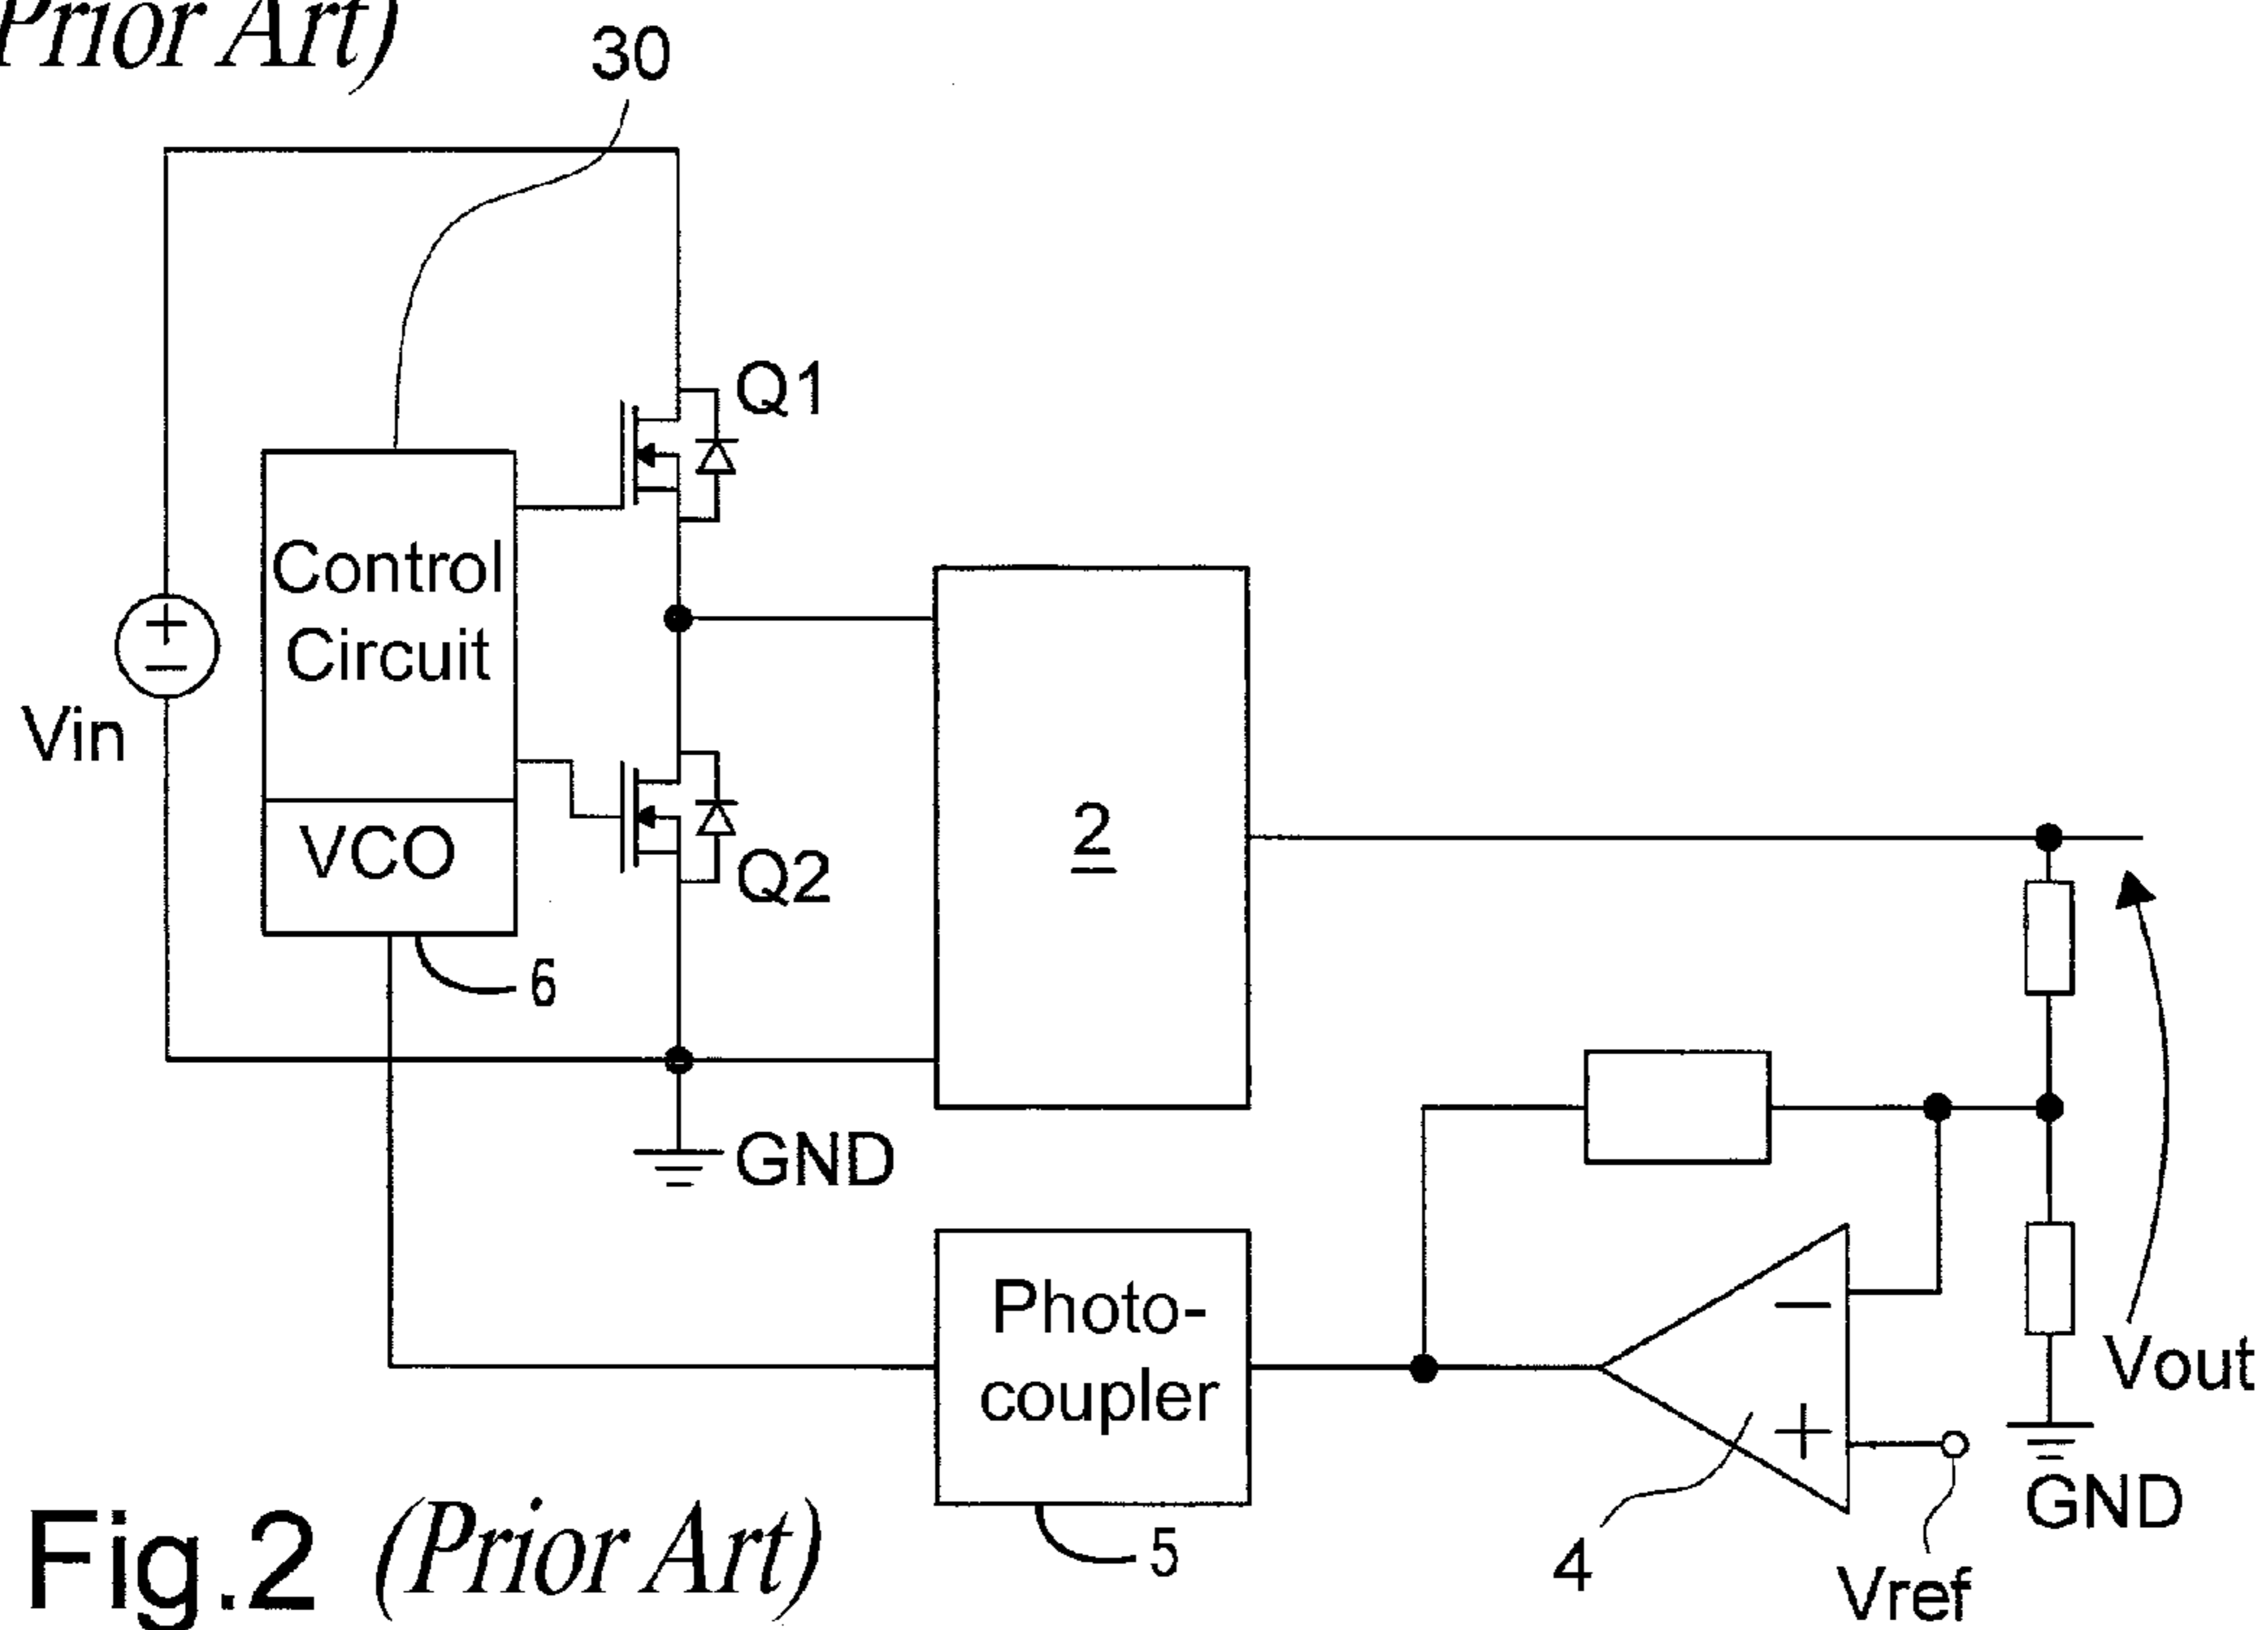 Prior Art)
30
Q1
Control
Circuit
Vin
VCO
Q2
2
6
GND
Photo-
coupler
Vout
+
−
−
+
5
4
Vref
GND
Fig.2 (Prior Art)